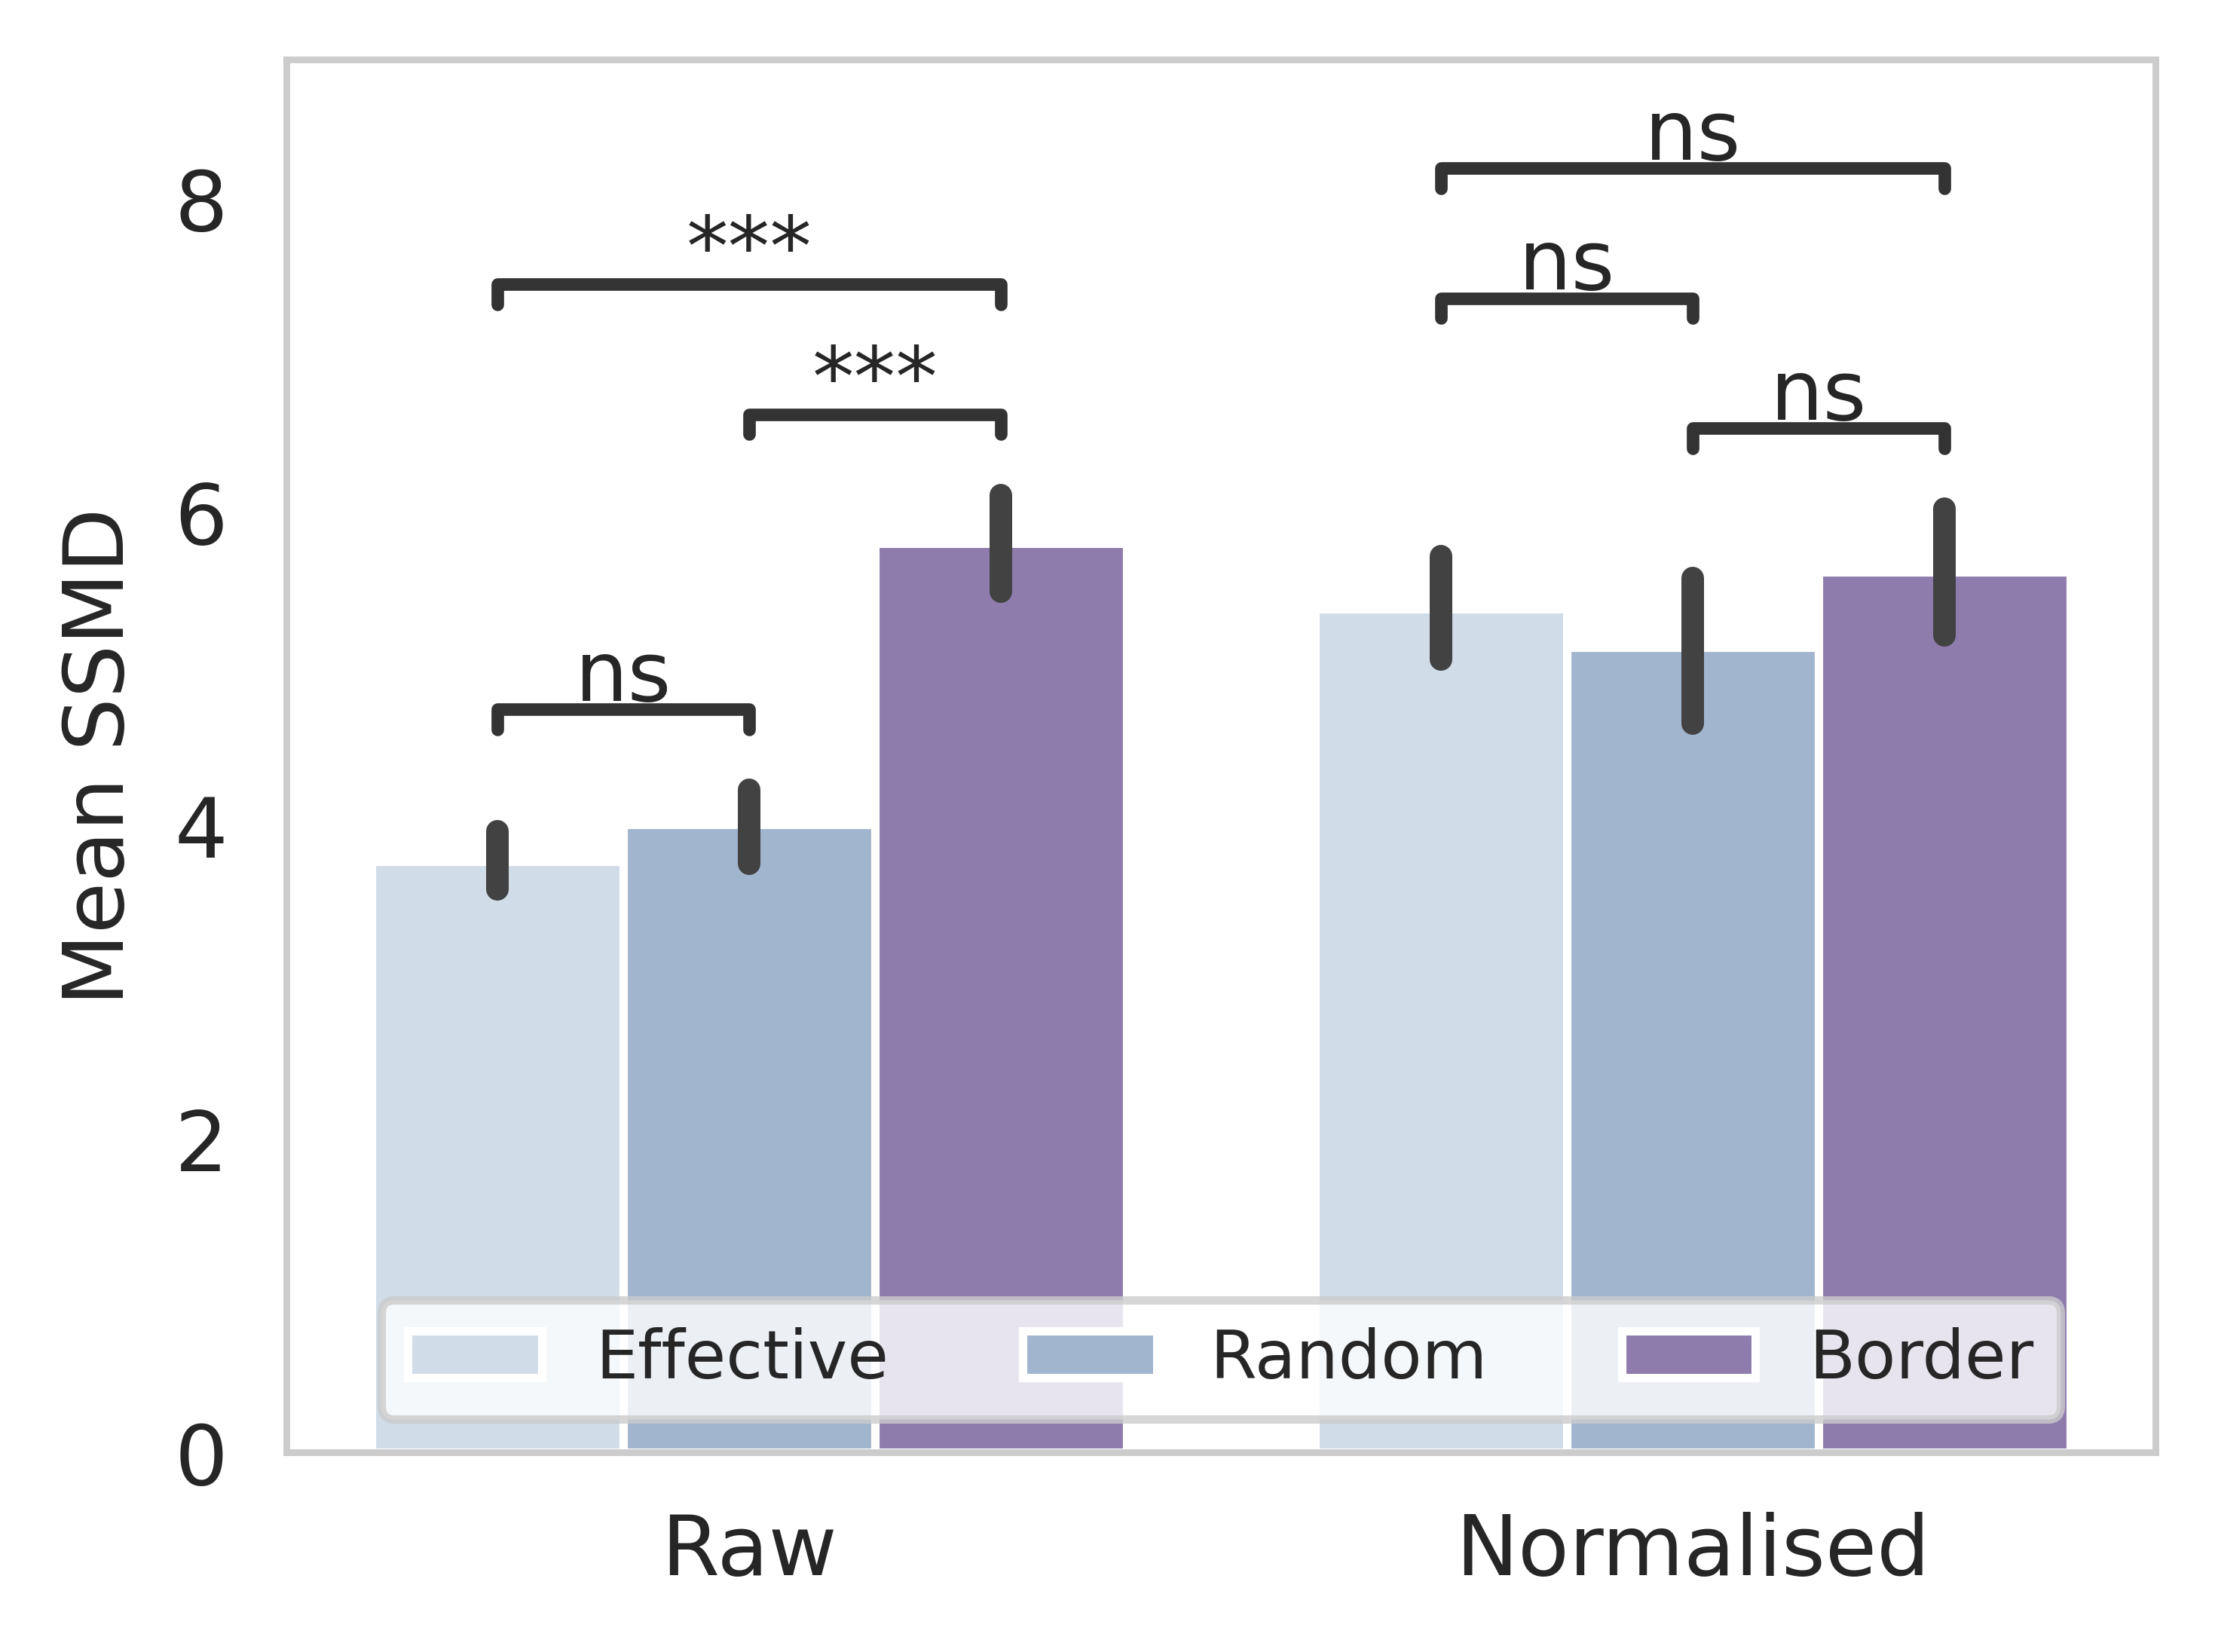 ns
***
ns
8
***
ns
6
ns
4
2
0
Mean SSMD
Effective Random Border
Raw Normalised